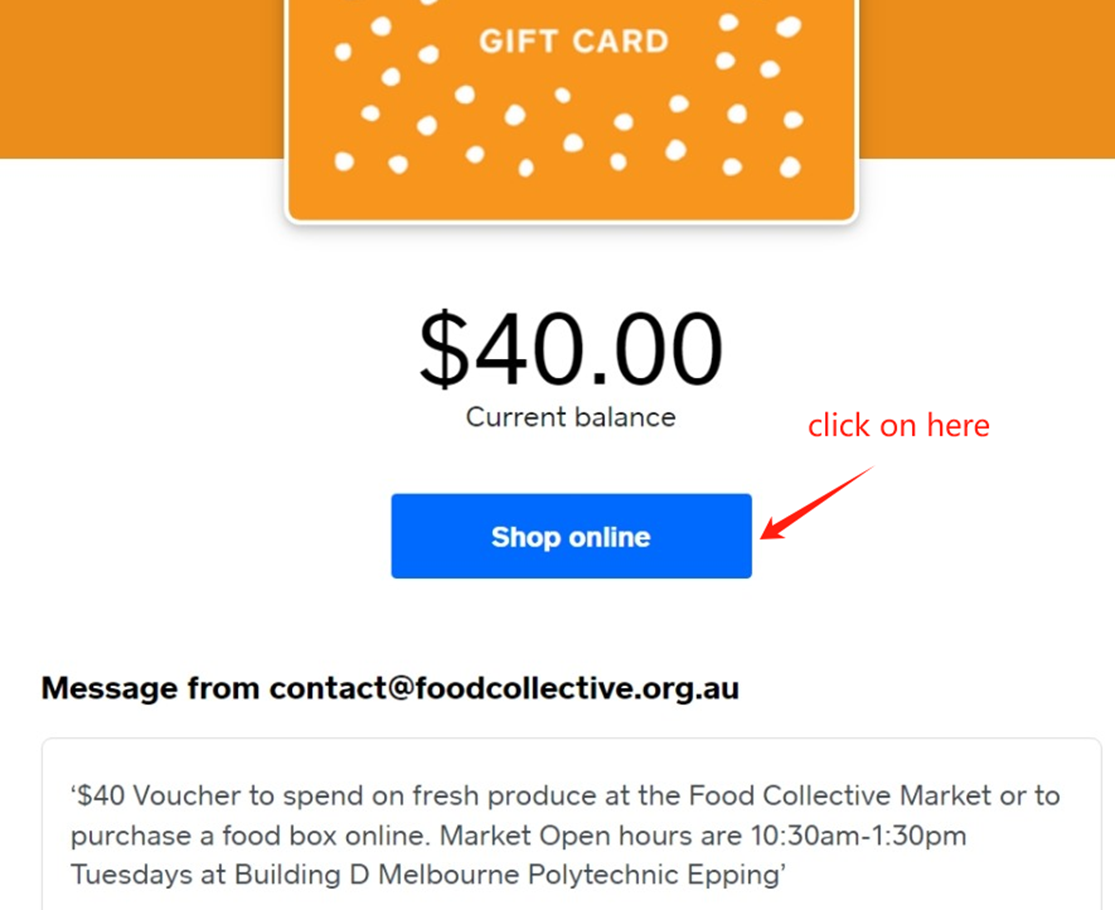 GIFT CARD
$40.00
Current balance
click on here
Shop online
Message from contact@foodcollective.org.au
‘$40 Voucher to spend on fresh produce at the Food Collective Market or to
purchase a food box online. Market Open hours are 10:30am-1:30pm
Tuesdays at Building D Melbourne Polytechnic Epping’